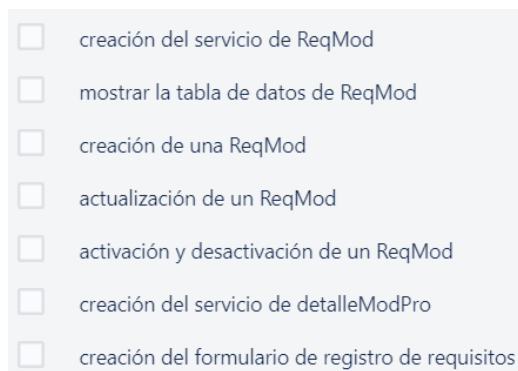 creación del servicio de ReqMod
mostrar la tabla de datos de ReqMod
creación de una ReqMod
actualización de un ReqMod
activación y desactivación de un ReqMod
creación del servicio de detalleModPro
creación del formulario de registro de requisitos